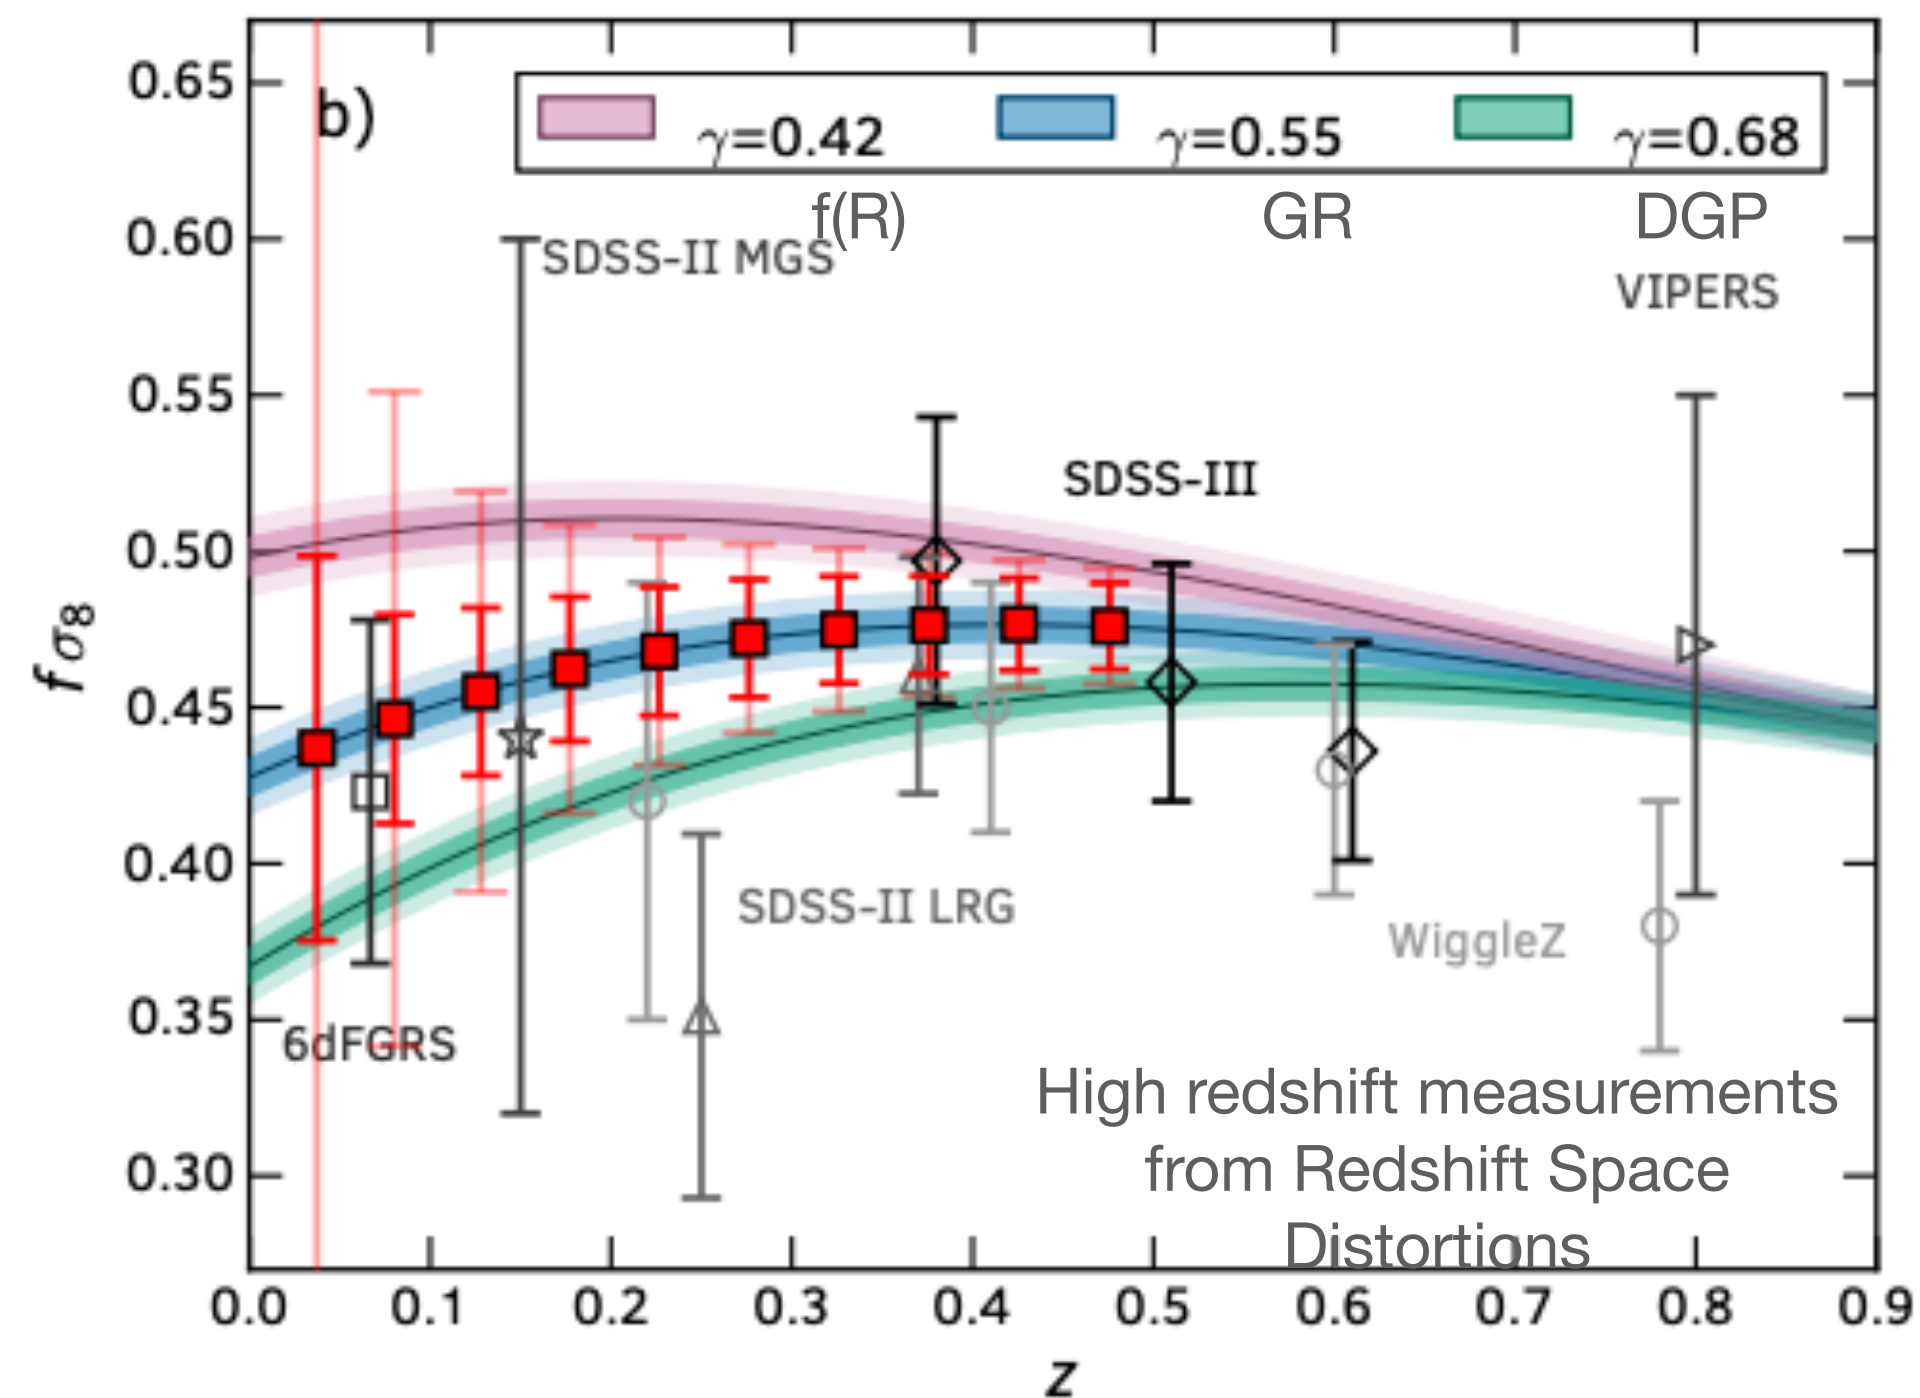 b)
γ=0.42
γ=0.55
γ=0.68
f(R)
GR
DGP
SDSS-II MGS
VIPERS
SDSS-III
SDSS-II LRG
WiggleZ
6dFGRS
High redshift measurements
from Redshift Space
Distortions
0.65
0.60
0.55
0.50
0.45
0.40
0.35
0.30
fσ₈
0.0 0.1 0.2 0.3 0.4 0.5 0.6 0.7 0.8 0.9
z